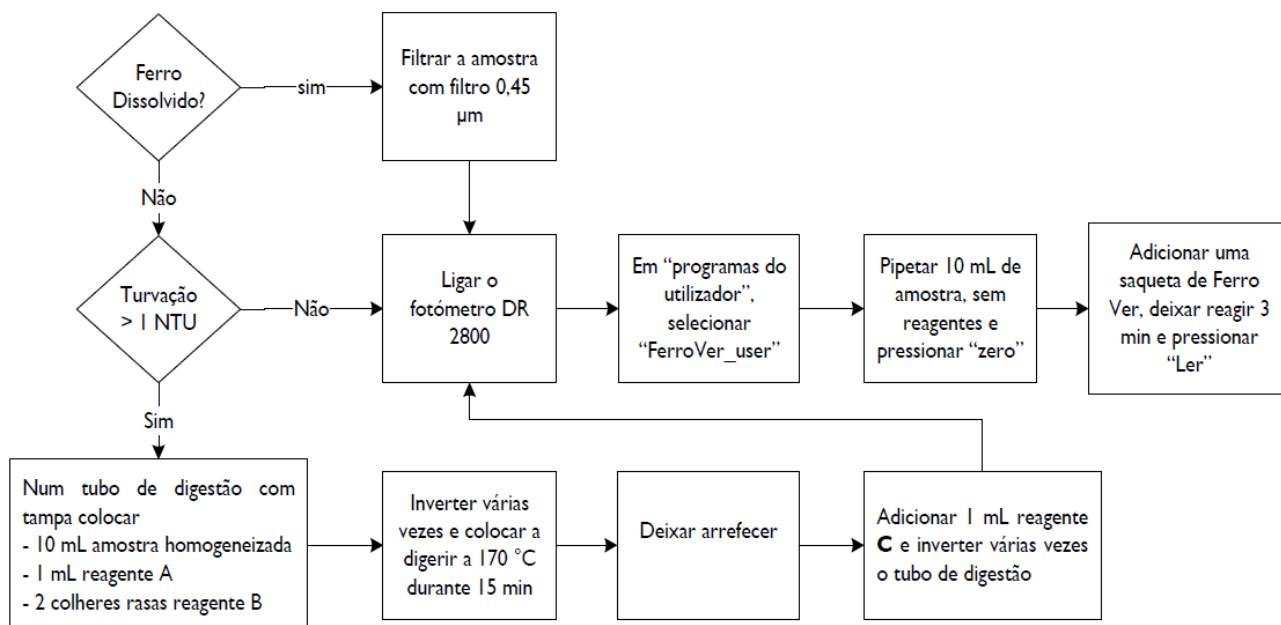 Ferro
Dissolvido?
sim
Filtrar a amostra
com filtro 0,45
µm
Não
Turvação
> 1 NTU
Não
Ligar o
fotómetro DR
2800
Em “programas do
utilizador”,
selecionar
“FerroVer_user”
Pipetar 10 mL de
amostra, sem
reagentes e
pressionar “zero”
Adicionar uma
saqueta de Ferro
Ver, deixar reagir 3
min e pressionar
“Ler”
Sim
Num tubo de digestão com
tampa colocar
- 10 mL amostra homogeneizada
- 1 mL reagente A
- 2 colheres rasas reagente B
Inverter várias
vezes e colocar a
digerir a 170 °C
durante 15 min
Deixar arrefecer
Adicionar 1 mL reagente
C e inverter várias vezes
o tubo de digestão